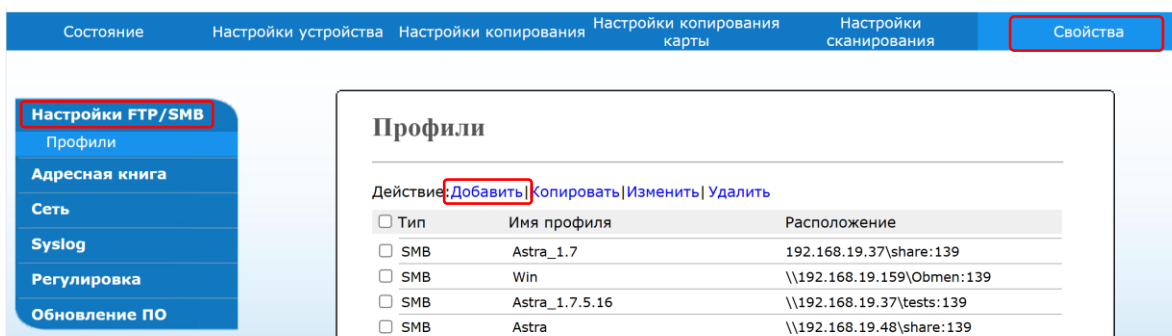 Состояние Настройки устройства Настройки копирования Настройки копирования карты Настройки сканирования Свойства
Настройки FTP/SMB
Профили
Адресная книга
Сеть
Syslog
Регулировка
Обновление ПО
Профили
Действие:Добавить|Копировать|Изменить|Удалить
Тип Имя профиля Расположение
SMB Astra_1.7 192.168.19.37\share:139
SMB Win \\192.168.19.159\Obmen:139
SMB Astra_1.7.5.16 \\192.168.19.37\tests:139
SMB Astra \\192.168.19.48\share:139